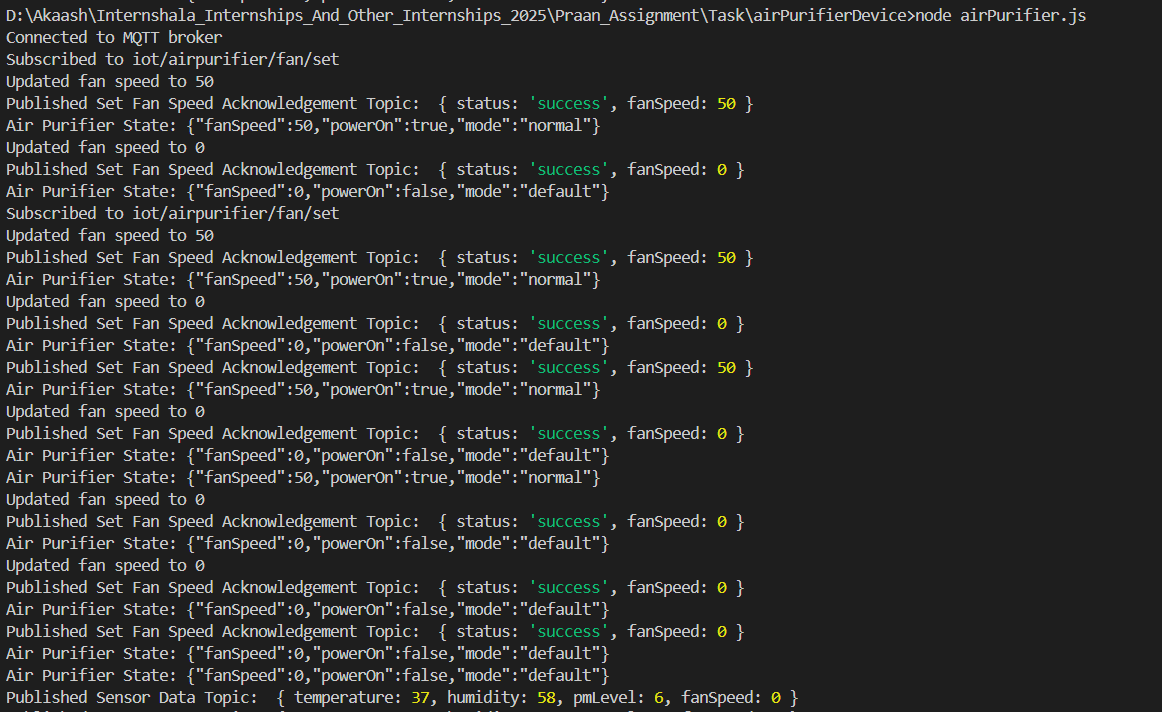 D:\Akaash\Internshala_Internships_And_Other_Internships_2025\Praan_Assignment\Task\airPurifierDevice>node airPurifier.js
Connected to MQTT broker
Subscribed to iot/airpurifier/fan/set
Updated fan speed to 50
Published Set Fan Speed Acknowledgement Topic:  { status: 'success', fanSpeed: 50 }
Air Purifier State: {"fanSpeed":50,"powerOn":true,"mode":"normal"}
Updated fan speed to 0
Published Set Fan Speed Acknowledgement Topic:  { status: 'success', fanSpeed: 0 }
Air Purifier State: {"fanSpeed":0,"powerOn":false,"mode":"default"}
Subscribed to iot/airpurifier/fan/set
Updated fan speed to 50
Published Set Fan Speed Acknowledgement Topic:  { status: 'success', fanSpeed: 50 }
Air Purifier State: {"fanSpeed":50,"powerOn":true,"mode":"normal"}
Updated fan speed to 0
Published Set Fan Speed Acknowledgement Topic:  { status: 'success', fanSpeed: 0 }
Air Purifier State: {"fanSpeed":0,"powerOn":false,"mode":"default"}
Published Set Fan Speed Acknowledgement Topic:  { status: 'success', fanSpeed: 50 }
Air Purifier State: {"fanSpeed":50,"powerOn":true,"mode":"normal"}
Updated fan speed to 0
Published Set Fan Speed Acknowledgement Topic:  { status: 'success', fanSpeed: 0 }
Air Purifier State: {"fanSpeed":0,"powerOn":false,"mode":"default"}
Air Purifier State: {"fanSpeed":50,"powerOn":true,"mode":"normal"}
Updated fan speed to 0
Published Set Fan Speed Acknowledgement Topic:  { status: 'success', fanSpeed: 0 }
Air Purifier State: {"fanSpeed":0,"powerOn":false,"mode":"default"}
Updated fan speed to 0
Published Set Fan Speed Acknowledgement Topic:  { status: 'success', fanSpeed: 0 }
Air Purifier State: {"fanSpeed":0,"powerOn":false,"mode":"default"}
Published Set Fan Speed Acknowledgement Topic:  { status: 'success', fanSpeed: 0 }
Air Purifier State: {"fanSpeed":0,"powerOn":false,"mode":"default"}
Air Purifier State: {"fanSpeed":0,"powerOn":false,"mode":"default"}
Published Sensor Data Topic:  { temperature: 37, humidity: 58, pmLevel: 6, fanSpeed: 0 }